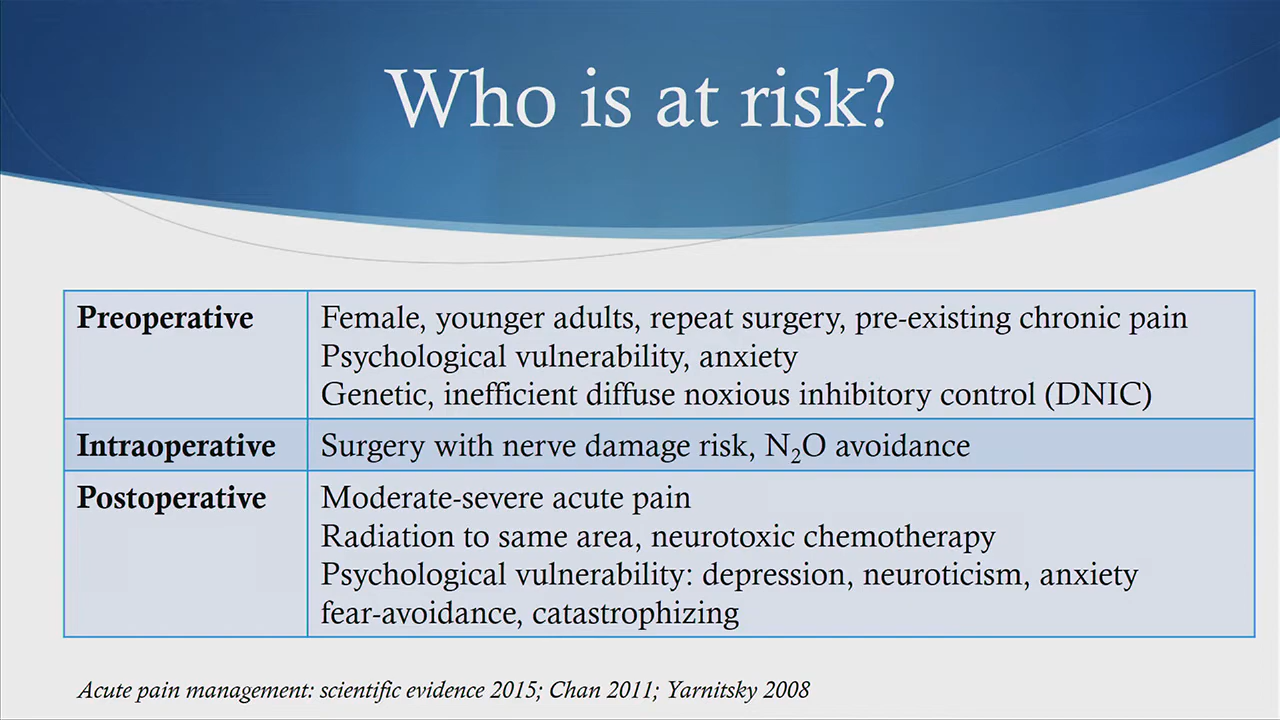 Who is at risk?
Preoperative
Female, younger adults, repeat surgery, pre-existing chronic pain
Psychological vulnerability, anxiety
Genetic, inefficient diffuse noxious inhibitory control (DNIC)
Intraoperative
Surgery with nerve damage risk, N₂O avoidance
Postoperative
Moderate-severe acute pain
Radiation to same area, neurotoxic chemotherapy
Psychological vulnerability: depression, neuroticism, anxiety
fear-avoidance, catastrophizing
Acute pain management: scientific evidence 2015; Chan 2011; Yarnitsky 2008